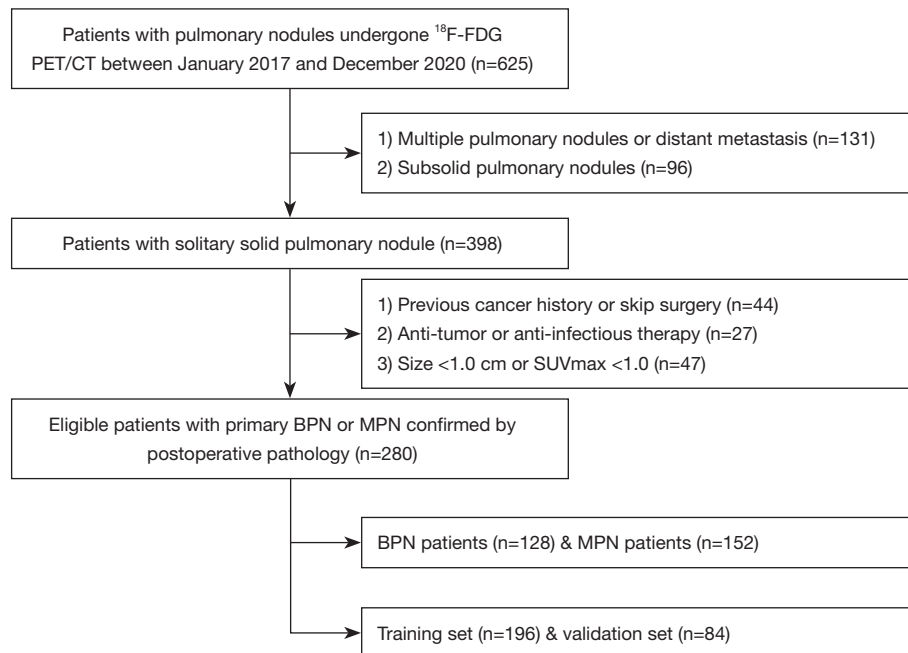 Patients with pulmonary nodules undergone ¹⁸F-FDG
PET/CT between January 2017 and December 2020 (n=625)
1) Multiple pulmonary nodules or distant metastasis (n=131)
2) Subsolid pulmonary nodules (n=96)
Patients with solitary solid pulmonary nodule (n=398)
1) Previous cancer history or skip surgery (n=44)
2) Anti-tumor or anti-infectious therapy (n=27)
3) Size <1.0 cm or SUVmax <1.0 (n=47)
Eligible patients with primary BPN or MPN confirmed by
postoperative pathology (n=280)
BPN patients (n=128) & MPN patients (n=152)
Training set (n=196) & validation set (n=84)